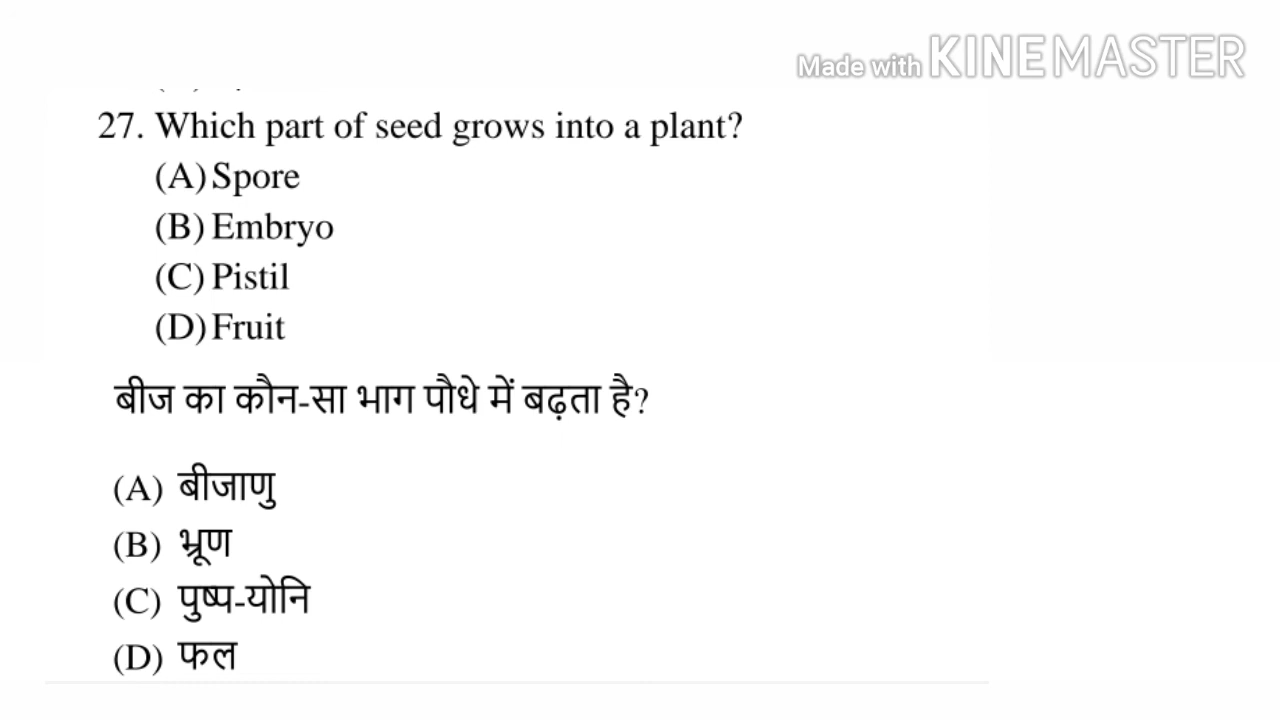 Made with KINEMASTER
27. Which part of seed grows into a plant?
(A) Spore
(B) Embryo
(C) Pistil
(D) Fruit
बीज का कौन-सा भाग पौधे में बढ़ता है?
(A) बीजाणु
(B) भ्रूण
(C) पुष्प-योनि
(D) फल